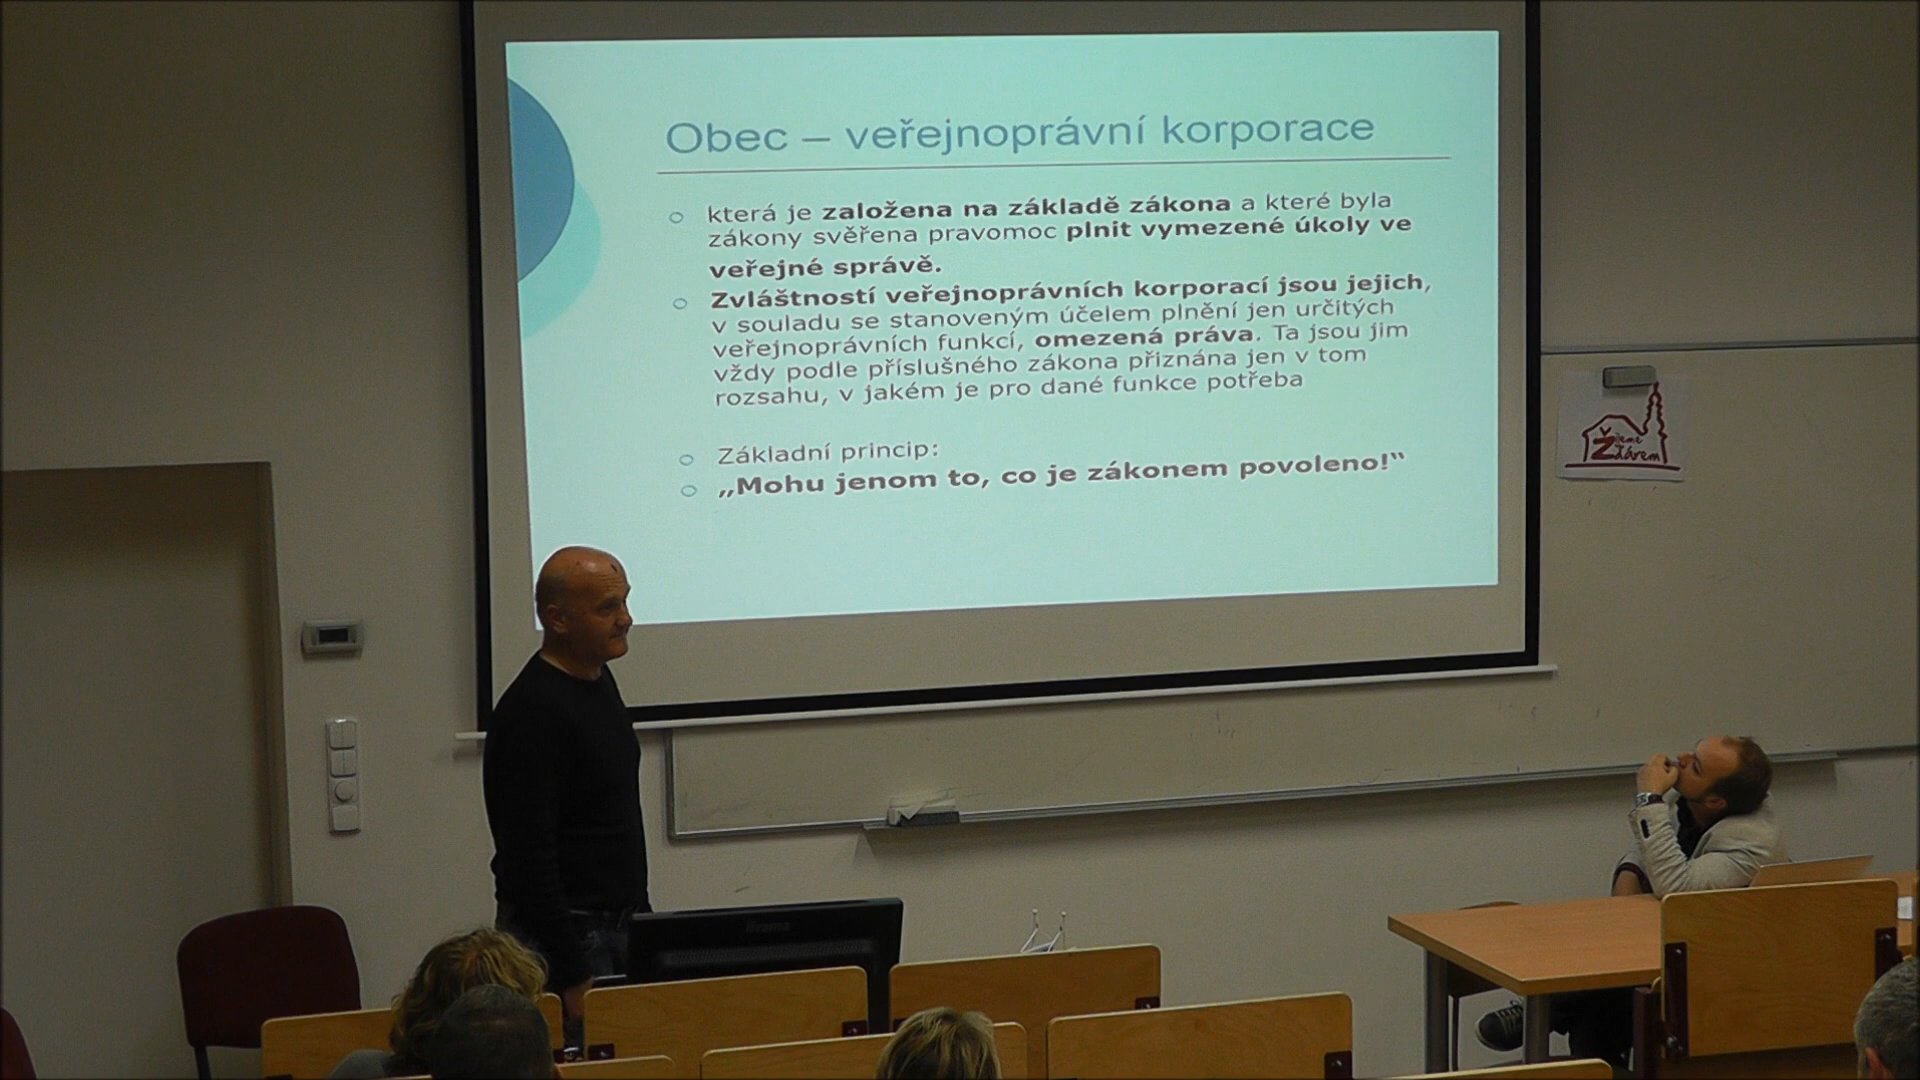 Obec – veřejnoprávní korporace
která je založena na základě zákona a které byla
zákony svěřena pravomoc plnit vymezené úkoly ve
veřejné správě.
Zvláštností veřejnoprávních korporací jsou jejich,
v souladu se stanoveným účelem plnění jen určitých
veřejnoprávních funkcí, omezená práva. Ta jsou jim
vždy podle příslušného zákona přiznána jen v tom
rozsahu, v jakém je pro dané funkce potřeba
Základní princip:
„Mohu jenom to, co je zákonem povoleno!“
Žijeme
Žďárem
iiyama